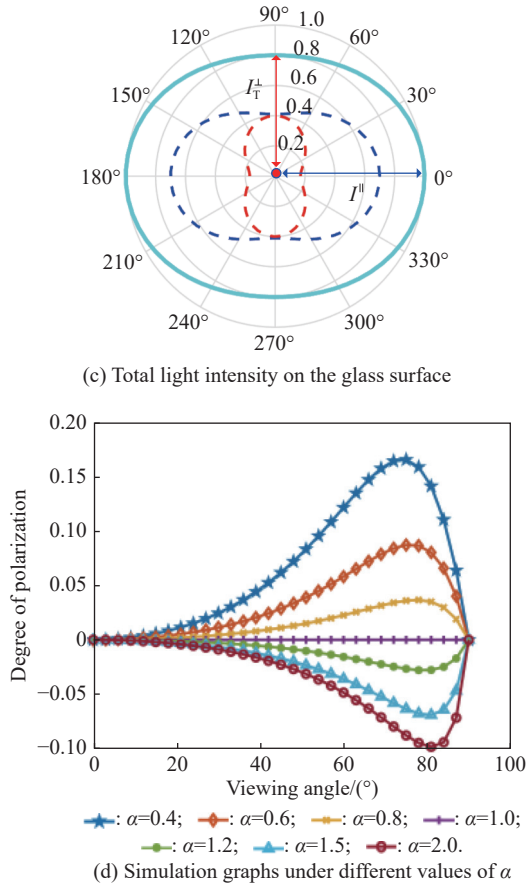 90°
1.0
120°
60°
0.8
I_T^⊥
0.6
150°
30°
0.4
0.2
180°
0°
I^∥
210°
330°
240°
300°
270°
(c) Total light intensity on the glass surface
0.20
0.15
0.10
0.05
0
−0.05
−0.10
Degree of polarization
0 20 40 60 80 100
Viewing angle/(°)
: α=0.4; : α=0.6; : α=0.8; : α=1.0;
: α=1.2; : α=1.5; : α=2.0.
(d) Simulation graphs under different values of α